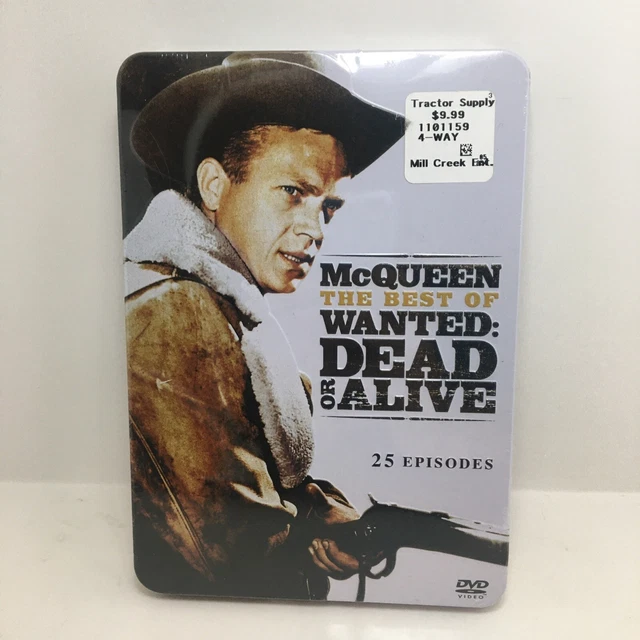 Tractor Supply
$9.99
1101159
4-WAY
Mill Creek Ent.
McQUEEN
THE BEST OF
WANTED:
DEAD
OR ALIVE
25 EPISODES
DVD
VIDEO